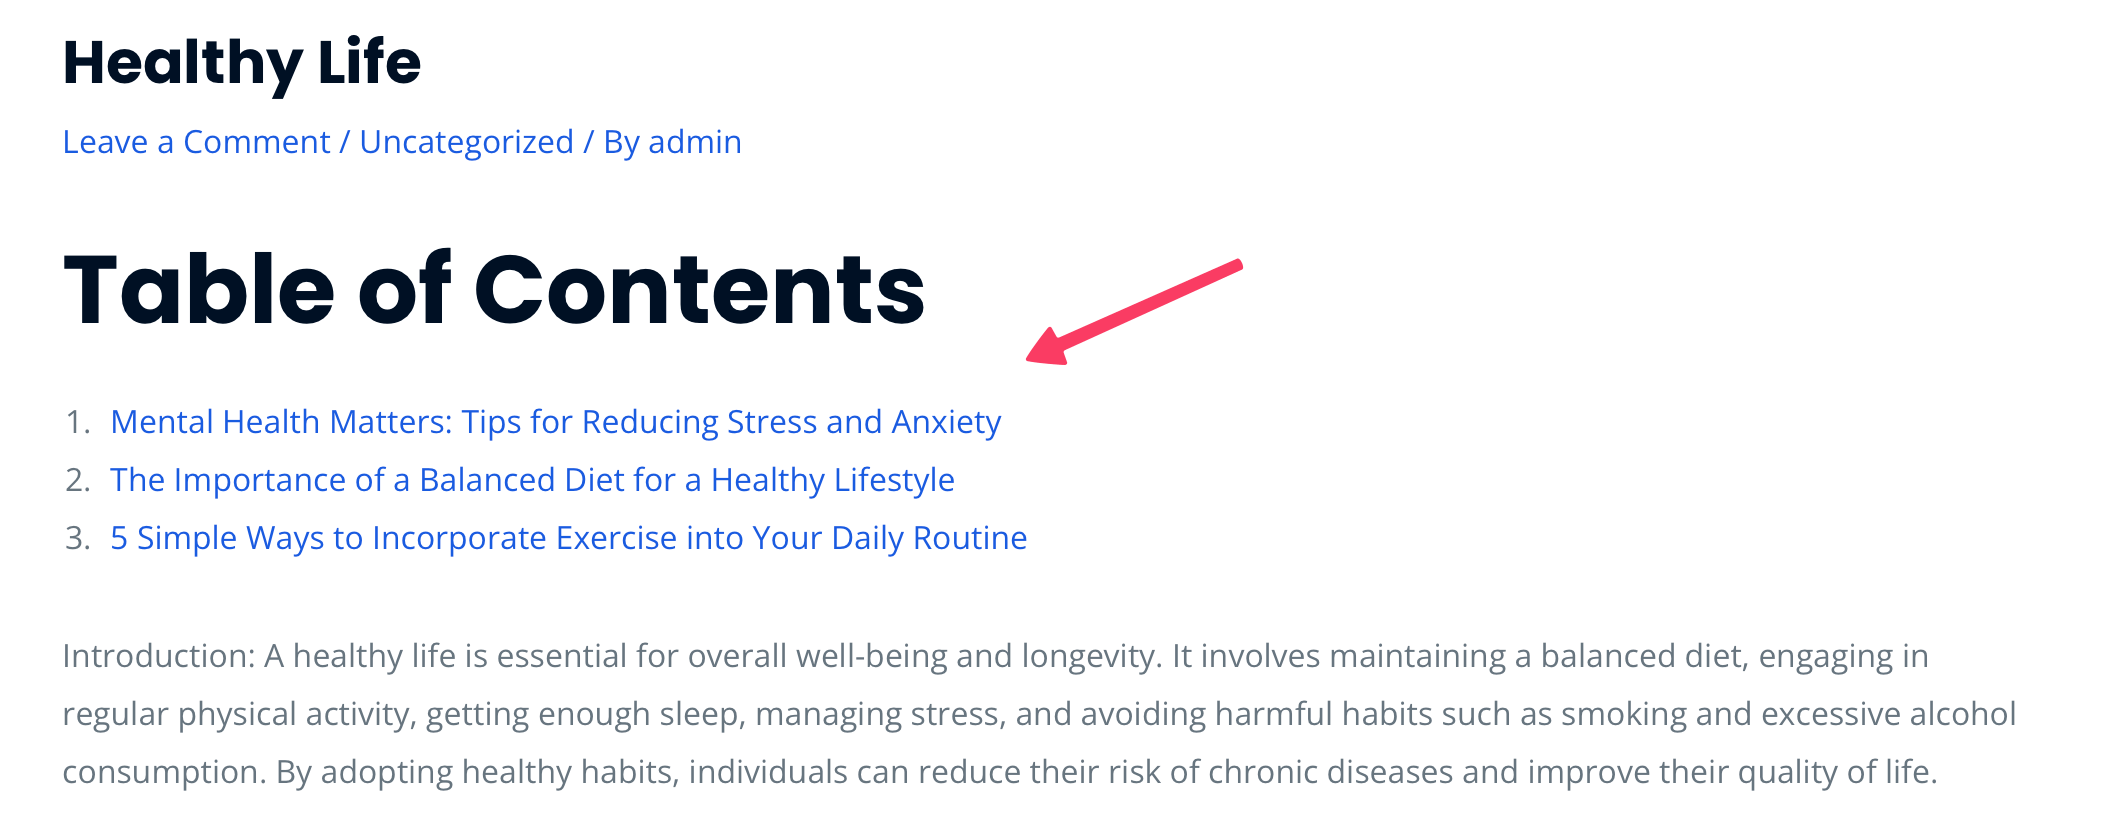 Healthy Life
Leave a Comment / Uncategorized / By admin
Table of Contents
1. Mental Health Matters: Tips for Reducing Stress and Anxiety
2. The Importance of a Balanced Diet for a Healthy Lifestyle
3. 5 Simple Ways to Incorporate Exercise into Your Daily Routine
Introduction: A healthy life is essential for overall well-being and longevity. It involves maintaining a balanced diet, engaging in
regular physical activity, getting enough sleep, managing stress, and avoiding harmful habits such as smoking and excessive alcohol
consumption. By adopting healthy habits, individuals can reduce their risk of chronic diseases and improve their quality of life.